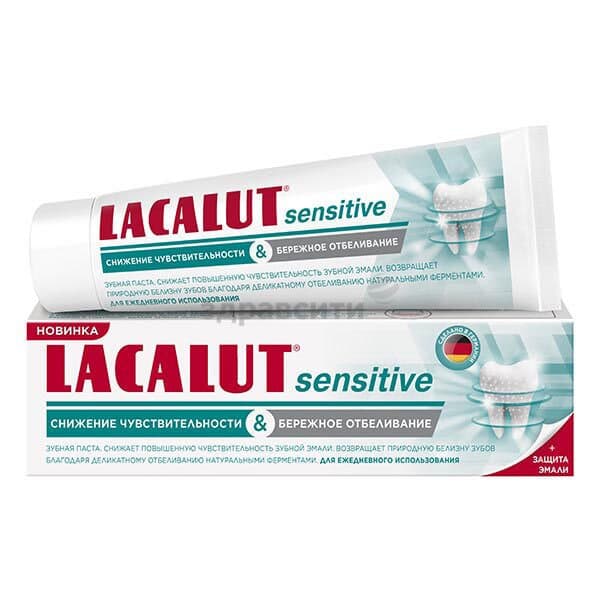 LACALUT® sensitive
СНИЖЕНИЕ ЧУВСТВИТЕЛЬНОСТИ & БЕРЕЖНОЕ ОТБЕЛИВАНИЕ
ЗУБНАЯ ПАСТА, СНИЖАЕТ ПОВЫШЕННУЮ ЧУВСТВИТЕЛЬНОСТЬ ЗУБНОЙ ЭМАЛИ. ВОЗВРАЩАЕТ
ПРИРОДНУЮ БЕЛИЗНУ ЗУБОВ БЛАГОДАРЯ ДЕЛИКАТНОМУ ОТБЕЛИВАНИЮ НАТУРАЛЬНЫМИ ФЕРМЕНТАМИ.
ДЛЯ ЕЖЕДНЕВНОГО ИСПОЛЬЗОВАНИЯ
здравсити
НОВИНКА
LACALUT® sensitive
СДЕЛАНО В ГЕРМАНИИ
СНИЖЕНИЕ ЧУВСТВИТЕЛЬНОСТИ & БЕРЕЖНОЕ ОТБЕЛИВАНИЕ
ЗУБНАЯ ПАСТА. СНИЖАЕТ ПОВЫШЕННУЮ ЧУВСТВИТЕЛЬНОСТЬ ЗУБНОЙ ЭМАЛИ. ВОЗВРАЩАЕТ ПРИРОДНУЮ БЕЛИЗНУ ЗУБОВ
БЛАГОДАРЯ ДЕЛИКАТНОМУ ОТБЕЛИВАНИЮ НАТУРАЛЬНЫМИ ФЕРМЕНТАМИ. ДЛЯ ЕЖЕДНЕВНОГО ИСПОЛЬЗОВАНИЯ
+
ЗАЩИТА
ЭМАЛИ